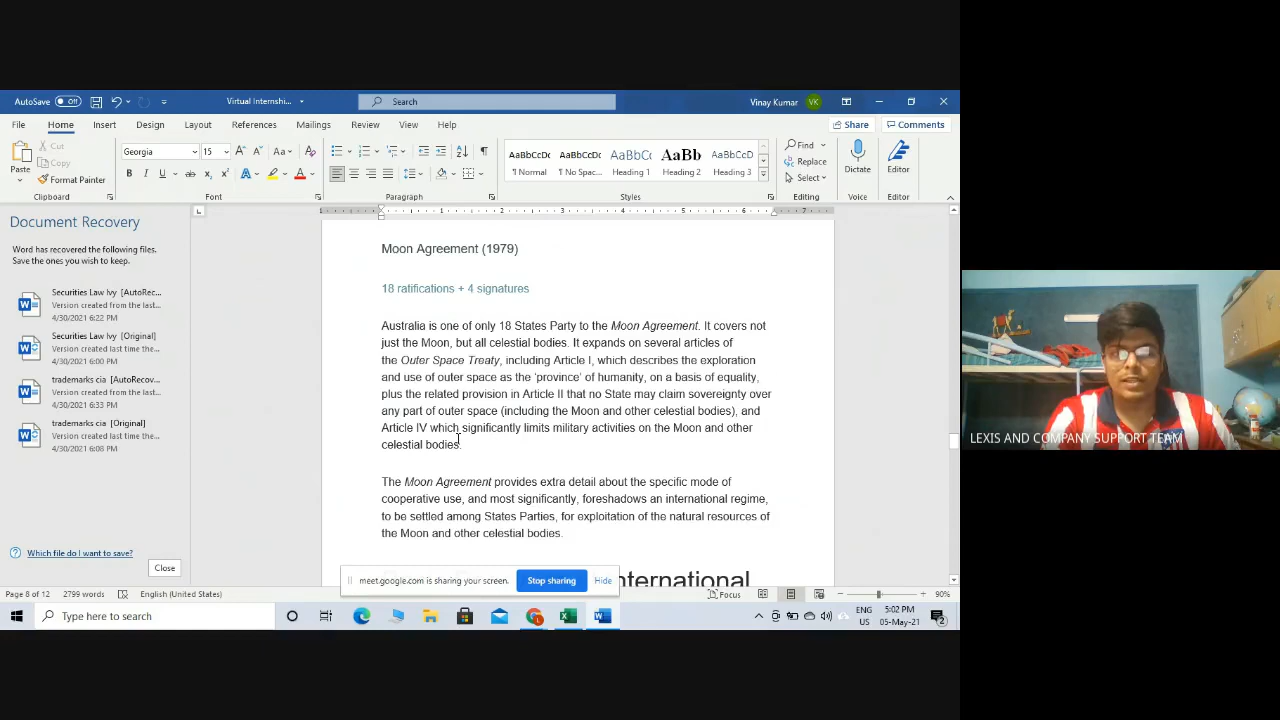 AutoSave Off
Virtual Internshi...
Search
Vinay Kumar VK
File Home Insert Design Layout References Mailings Review View Help
Share Comments
Paste
Cut
Copy
Format Painter
Georgia 15
Aa
B I U ab x₂ x² A A
AaBbCcDc AaBbCcDc AaBbCc AaBb AaBbCcD
¶ Normal ¶ No Spac... Heading 1 Heading 2 Heading 3
Find
Replace
Select
Dictate
Editor
Clipboard Font Paragraph Styles Editing Voice Editor
Document Recovery
Word has recovered the following files.
Save the ones you wish to keep.
Securities Law Ivy [AutoRec...
Version created from the last...
4/30/2021 6:22 PM
Securities Law Ivy [Original]
Version created from the last...
4/30/2021 6:00 PM
trademarks cia [AutoRecov...
Version created from the last...
4/30/2021 6:33 PM
trademarks cia [Original]
Version created from the last...
4/30/2021 6:08 PM
Which file do I want to save?
Close
1 1 2 3 4 5 6 7
Moon Agreement (1979)
18 ratifications + 4 signatures
Australia is one of only 18 States Party to the Moon Agreement. It covers not
just the Moon, but all celestial bodies. It expands on several articles of
the Outer Space Treaty, including Article I, which describes the exploration
and use of outer space as the 'province' of humanity, on a basis of equality,
plus the related provision in Article II that no State may claim sovereignty over
any part of outer space (including the Moon and other celestial bodies), and
Article IV which significantly limits military activities on the Moon and other
celestial bodies.
The Moon Agreement provides extra detail about the specific mode of
cooperative use, and most significantly, foreshadows an international regime,
to be settled among States Parties, for exploitation of the natural resources of
the Moon and other celestial bodies.
International
meet.google.com is sharing your screen. Stop sharing Hide
Page 8 of 12 2799 words English (United States)
Focus 90%
Type here to search
ENG
US
5:02 PM
05-May-21
2
LEXIS AND COMPANY SUPPORT TEAM